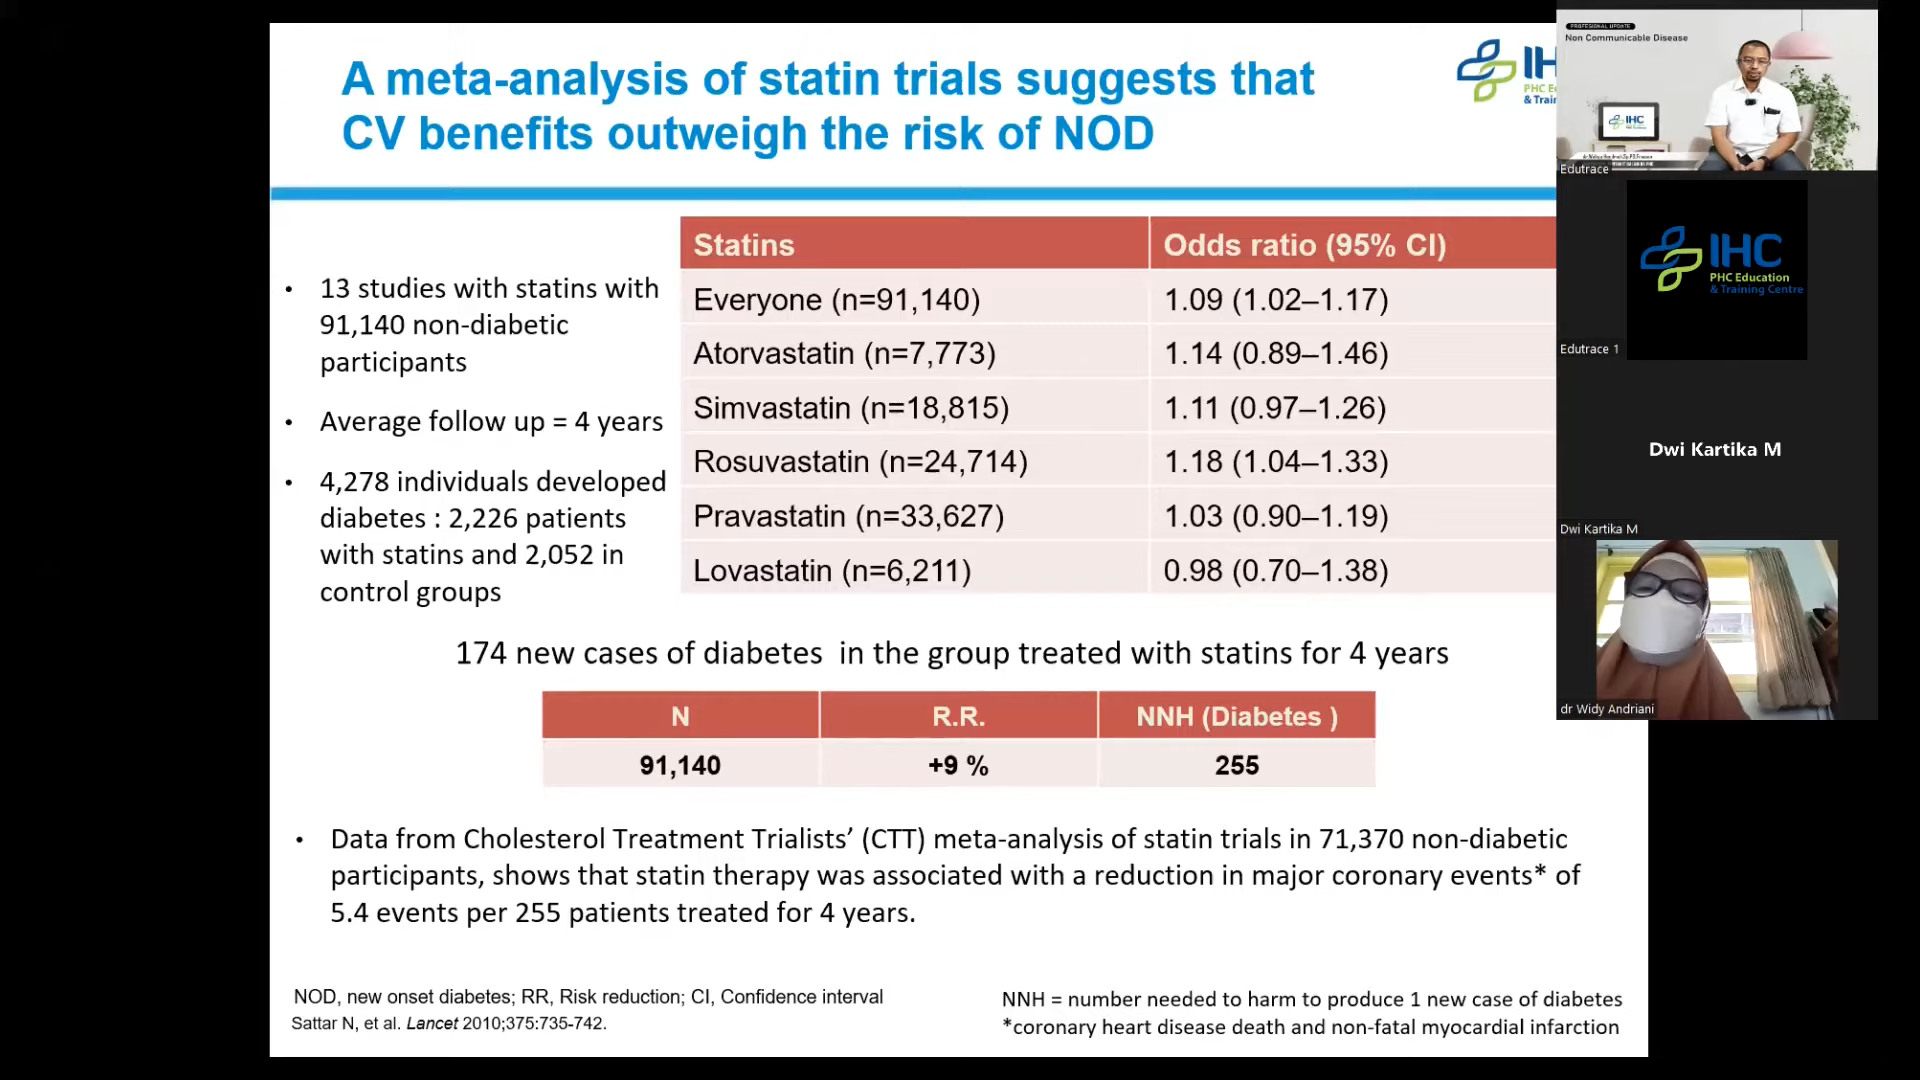 A meta-analysis of statin trials suggests that
CV benefits outweigh the risk of NOD
IH
PHC E
& Trai
• 13 studies with statins with
91,140 non-diabetic
participants
• Average follow up = 4 years
• 4,278 individuals developed
diabetes : 2,226 patients
with statins and 2,052 in
control groups
Statins Odds ratio (95% CI)
Everyone (n=91,140) 1.09 (1.02–1.17)
Atorvastatin (n=7,773) 1.14 (0.89–1.46)
Simvastatin (n=18,815) 1.11 (0.97–1.26)
Rosuvastatin (n=24,714) 1.18 (1.04–1.33)
Pravastatin (n=33,627) 1.03 (0.90–1.19)
Lovastatin (n=6,211) 0.98 (0.70–1.38)
174 new cases of diabetes in the group treated with statins for 4 years
N R.R. NNH (Diabetes )
91,140 +9 % 255
• Data from Cholesterol Treatment Trialists’ (CTT) meta-analysis of statin trials in 71,370 non-diabetic
participants, shows that statin therapy was associated with a reduction in major coronary events* of
5.4 events per 255 patients treated for 4 years.
NOD, new onset diabetes; RR, Risk reduction; CI, Confidence interval
Sattar N, et al. Lancet 2010;375:735-742.
NNH = number needed to harm to produce 1 new case of diabetes
*coronary heart disease death and non-fatal myocardial infarction
PROFESIONAL UPDATE
Non Communicable Disease
IHC
Edutrace
IHC
PHC Education
& Training Centre
Edutrace 1
Dwi Kartika M
Dwi Kartika M
dr Widy Andriani